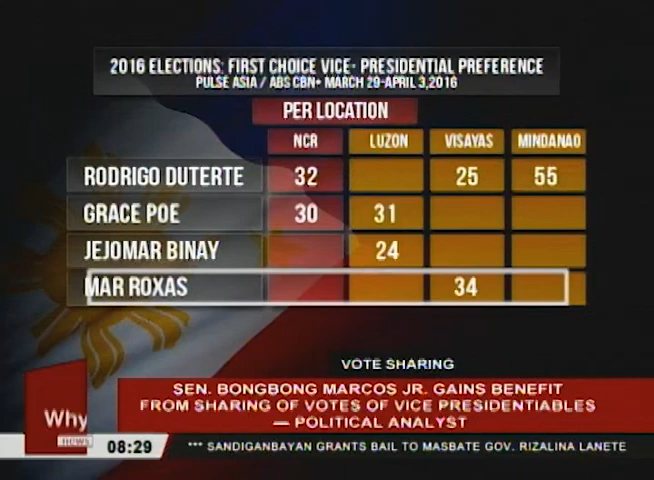 2016 ELECTIONS: FIRST CHOICE VICE- PRESIDENTIAL PREFERENCE
PULSE ASIA / ABS CBN• MARCH 29-APRIL 3,2016
PER LOCATION
NCR LUZON VISAYAS MINDANAO
RODRIGO DUTERTE 32 25 55
GRACE POE 30 31
JEJOMAR BINAY 24
MAR ROXAS 34
VOTE SHARING
SEN. BONGBONG MARCOS JR. GAINS BENEFIT
FROM SHARING OF VOTES OF VICE PRESIDENTIABLES
— POLITICAL ANALYST
Why
news
08:29 *** SANDIGANBAYAN GRANTS BAIL TO MASBATE GOV. RIZALINA LANETE